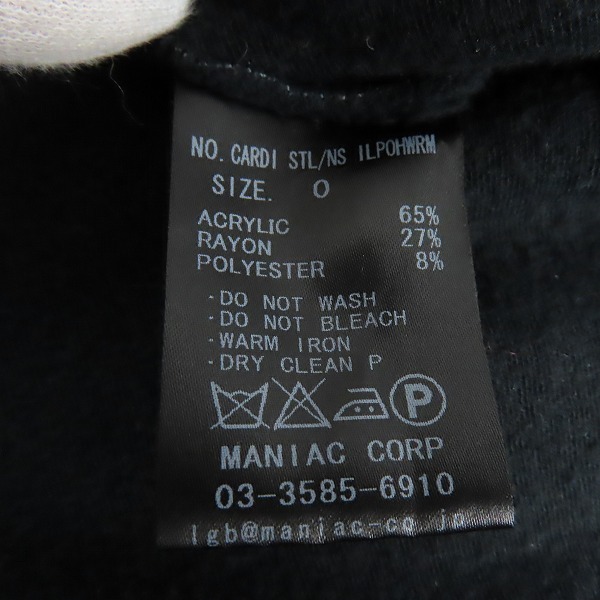 NO. CARDI STL/NS ILPOHWRM
SIZE. 0
ACRYLIC 65%
RAYON 27%
POLYESTER 8%
·DO NOT WASH
·DO NOT BLEACH
·WARM IRON
·DRY CLEAN P
P
MANIAC CORP
03-3585-6910
lgb@maniac-co.jp